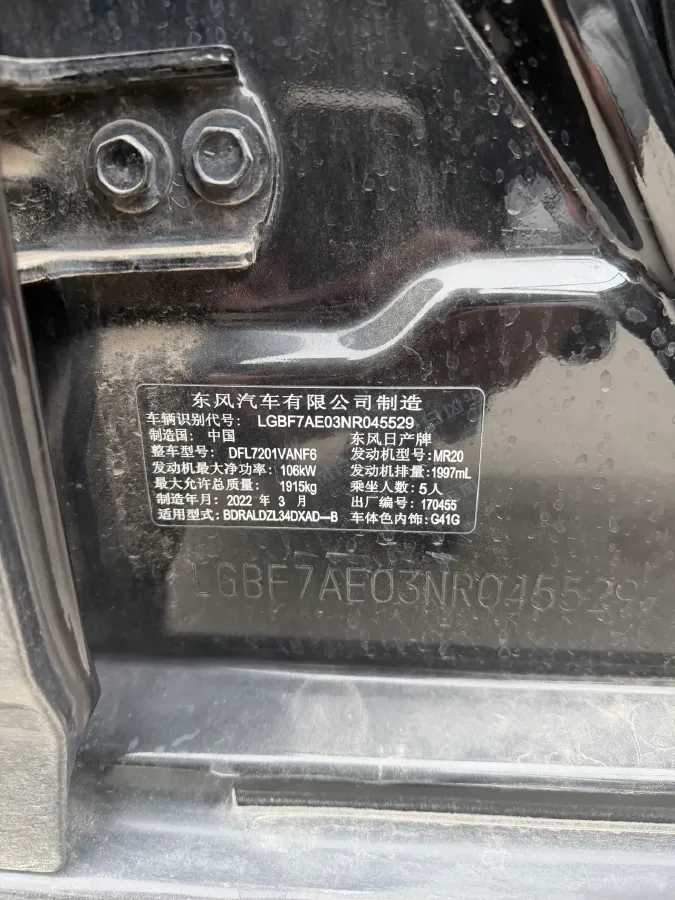 东风汽车有限公司制造
车辆识别代号: LGBF7AE03NR045529
制造国: 中国 东风日产牌
整车型号: DFL7201VANF6 发动机型号: MR20
发动机最大净功率: 106kW 发动机排量: 1997mL
最大允许总质量: 1915kg 乘坐人数: 5人
制造年月: 2022 年 3 月 出厂编号: 170455
适用型式: BDRALDZL34DXAD—B 车体色内饰: G41G
LGBF7AE03NR045529